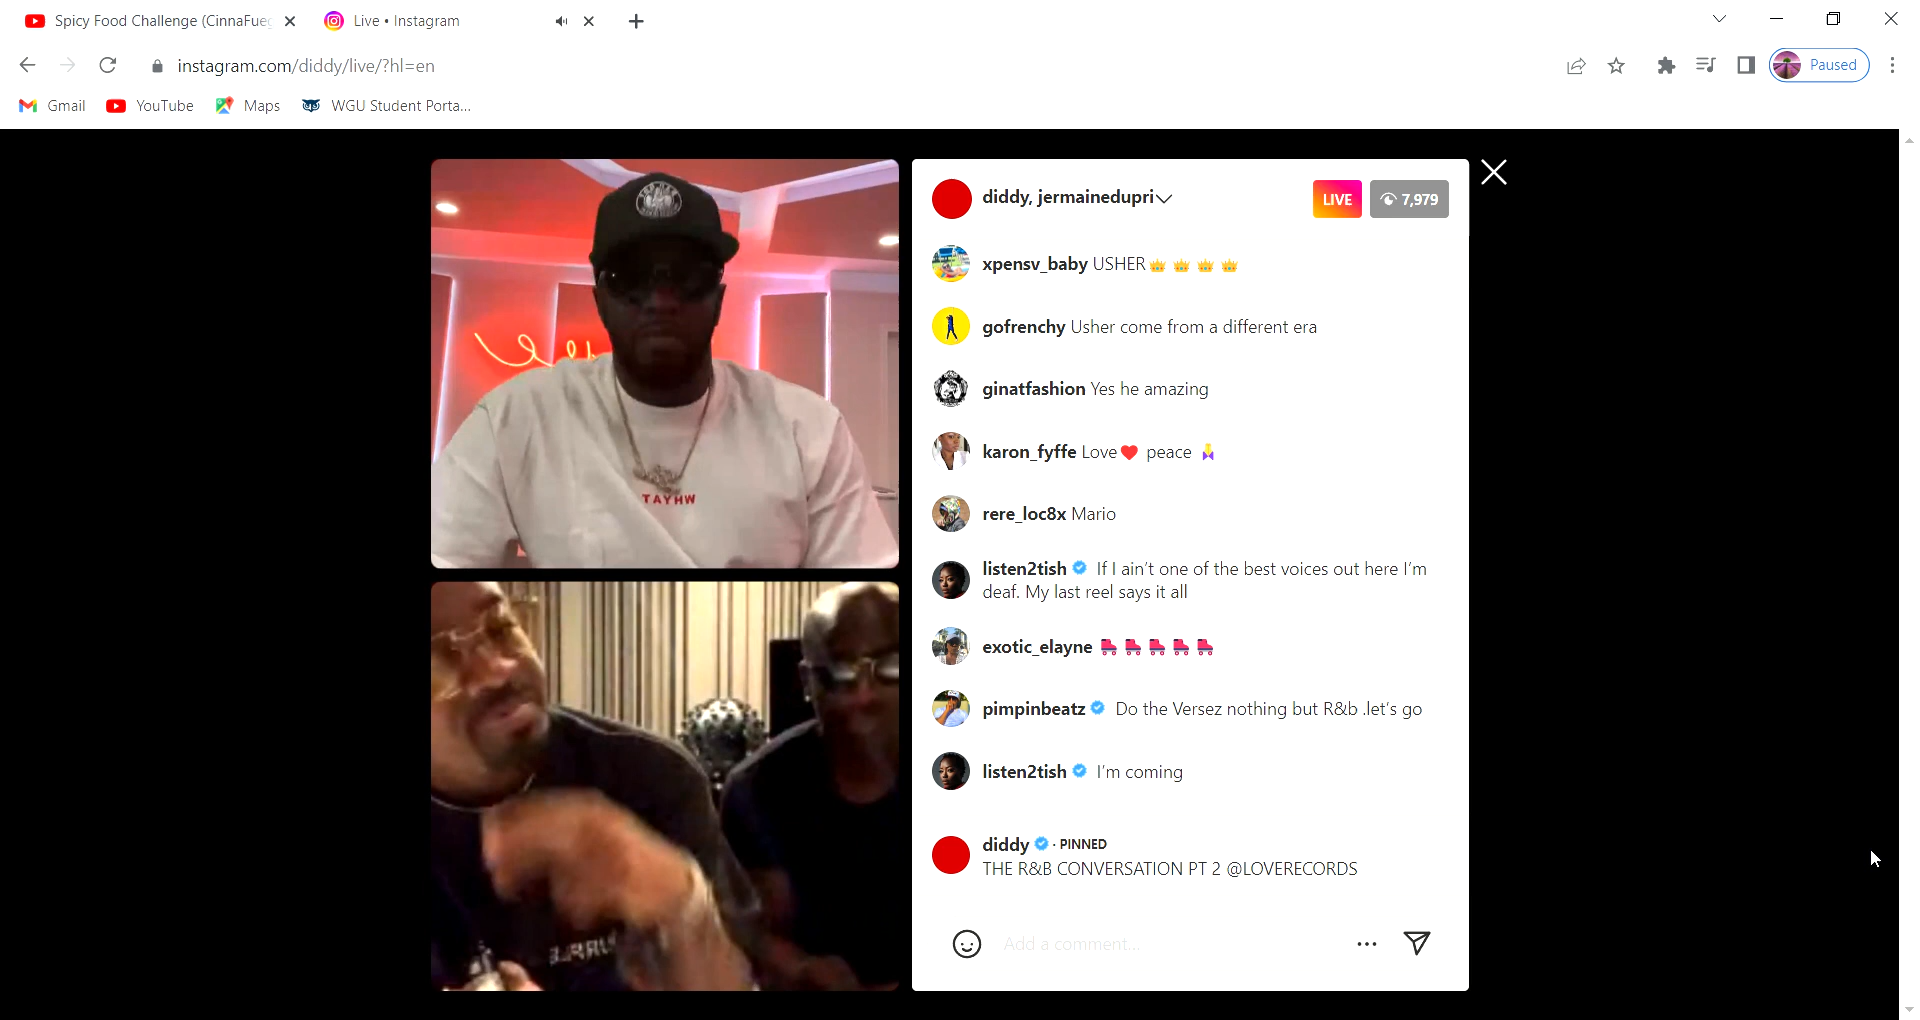 Spicy Food Challenge (CinnaFueg
Live • Instagram
instagram.com/diddy/live/?hl=en
Paused
Gmail
YouTube
Maps
WGU Student Porta...
TAYHW
diddy, jermainedupri
LIVE
7,979
xpensv_baby USHER
gofrenchy Usher come from a different era
ginatfashion Yes he amazing
karon_fyffe Love peace
rere_loc8x Mario
listen2tish If I ain't one of the best voices out here I'm
deaf. My last reel says it all
exotic_elayne
pimpinbeatz Do the Versez nothing but R&b .let's go
listen2tish I'm coming
diddy · PINNED
THE R&B CONVERSATION PT 2 @LOVERECORDS
Add a comment...